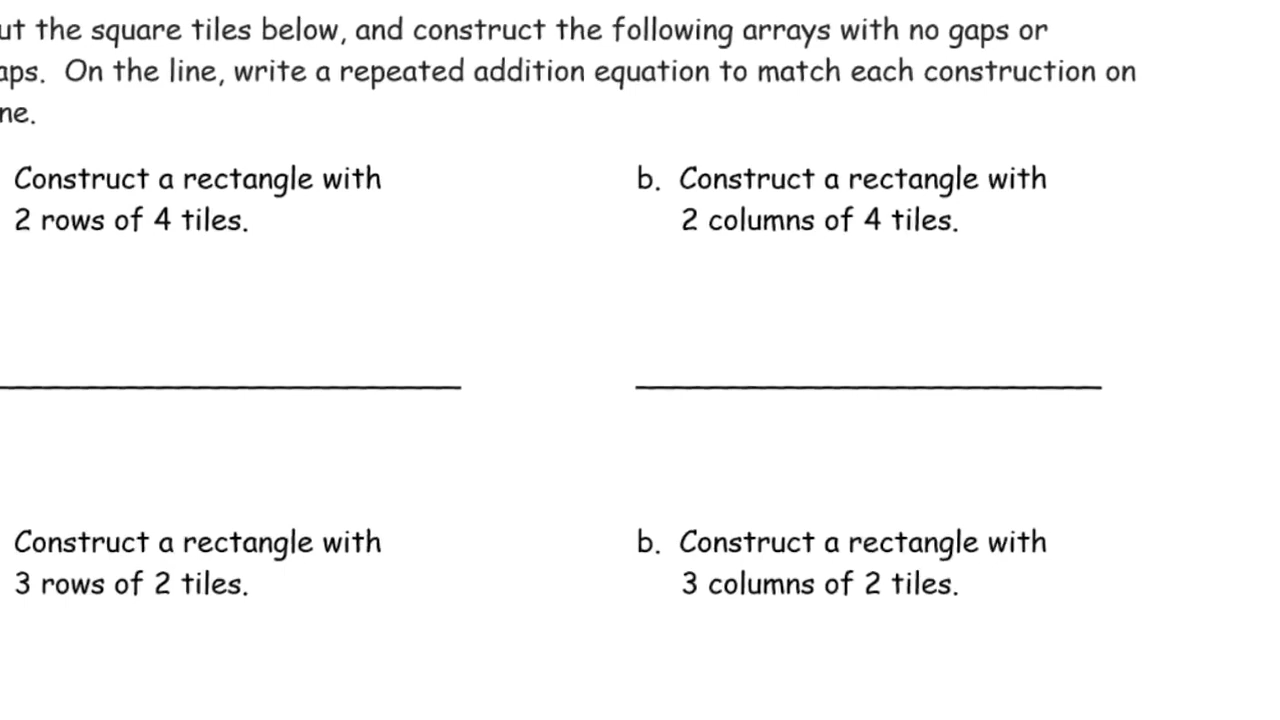 ut the square tiles below, and construct the following arrays with no gaps or
aps. On the line, write a repeated addition equation to match each construction on
ne.
Construct a rectangle with
2 rows of 4 tiles.
b. Construct a rectangle with
2 columns of 4 tiles.
Construct a rectangle with
3 rows of 2 tiles.
b. Construct a rectangle with
3 columns of 2 tiles.